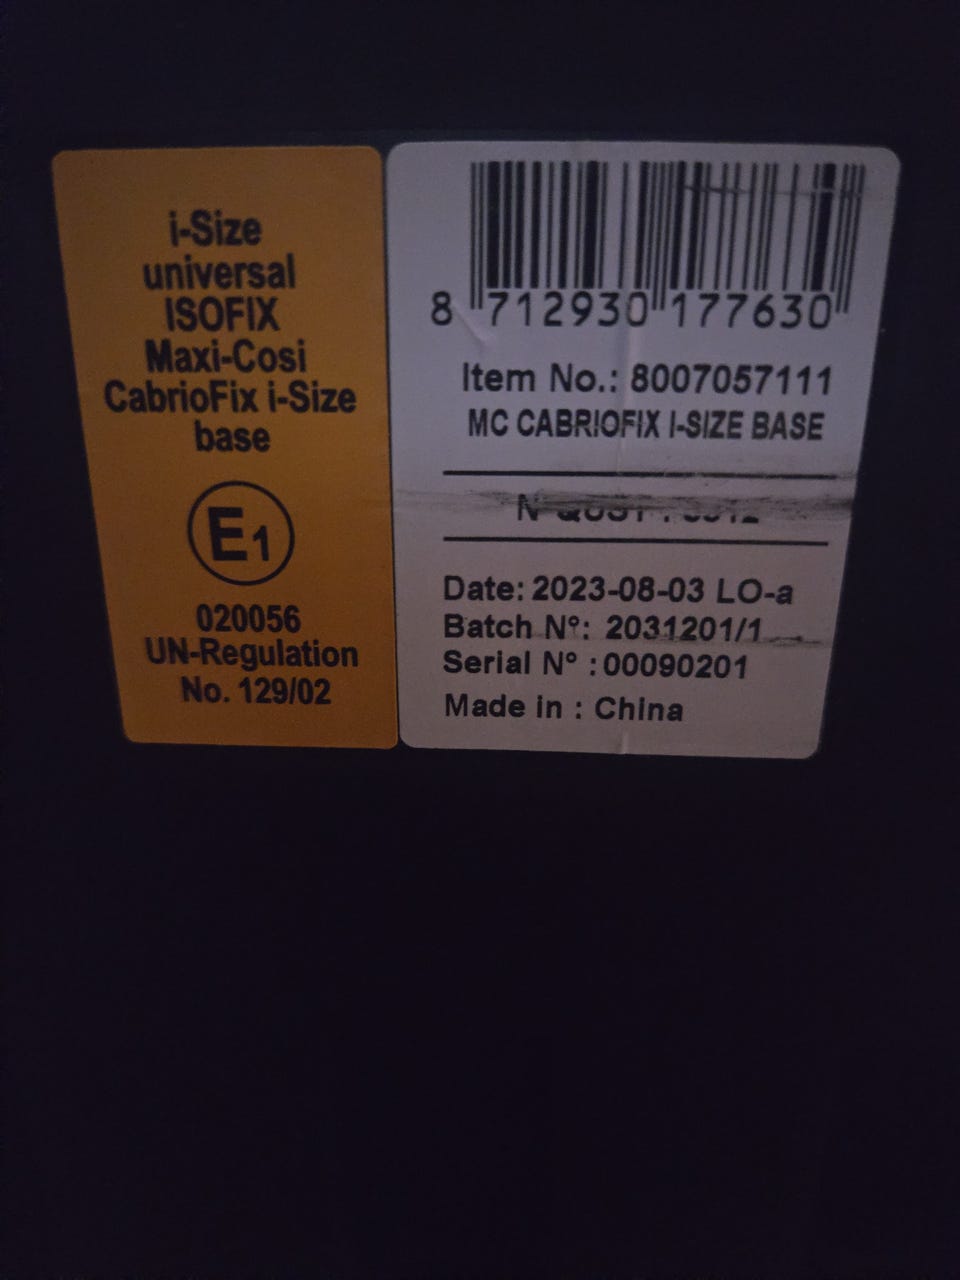 i-Size
universal
ISOFIX
Maxi-Cosi
CabrioFix i-Size
base
E1
020056
UN-Regulation
No. 129/02
8 712930 177630
Item No.: 8007057111
MC CABRIOFIX I-SIZE BASE
Date: 2023-08-03 LO-a
Batch N°: 2031201/1
Serial N° : 00090201
Made in : China